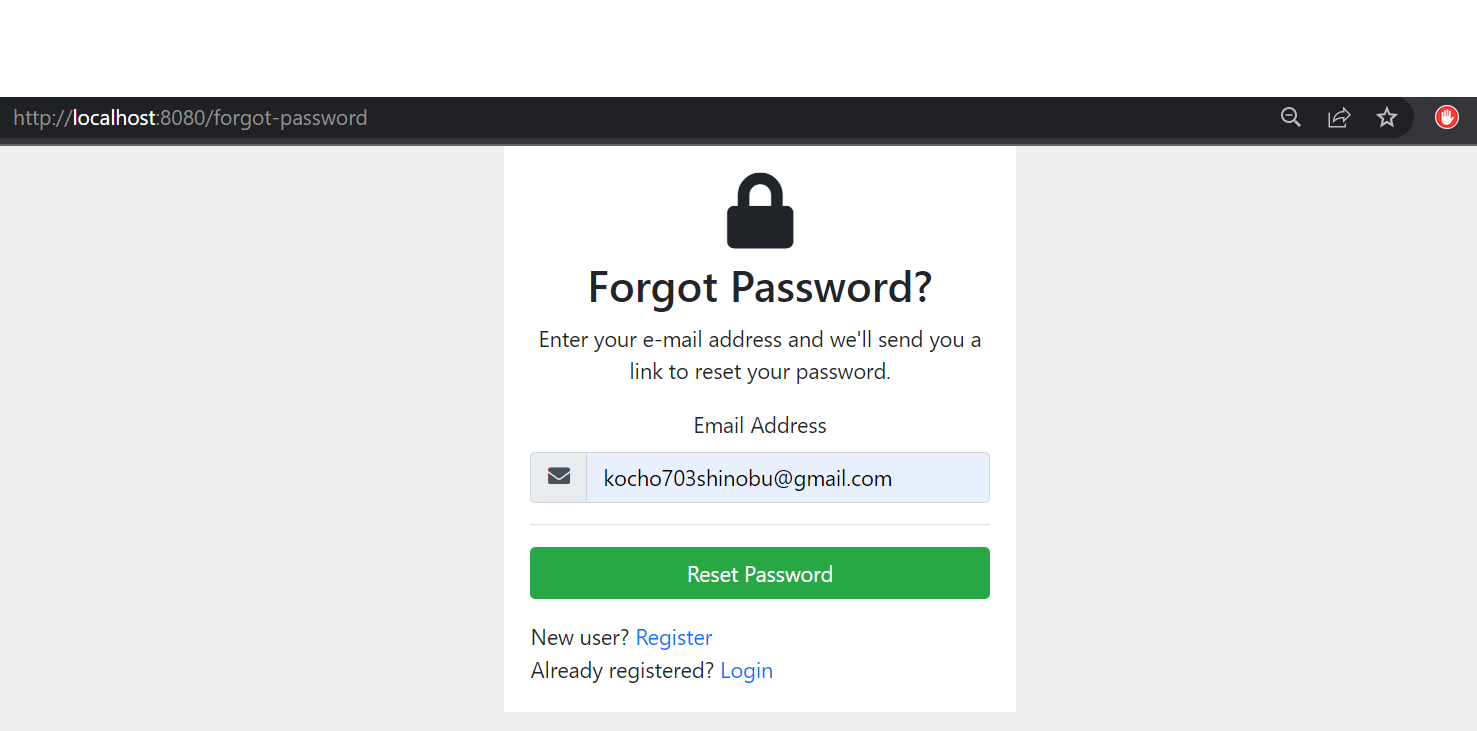 http://localhost:8080/forgot-password
Forgot Password?
Enter your e-mail address and we'll send you a
link to reset your password.
Email Address
kocho703shinobu@gmail.com
Reset Password
New user? Register
Already registered? Login